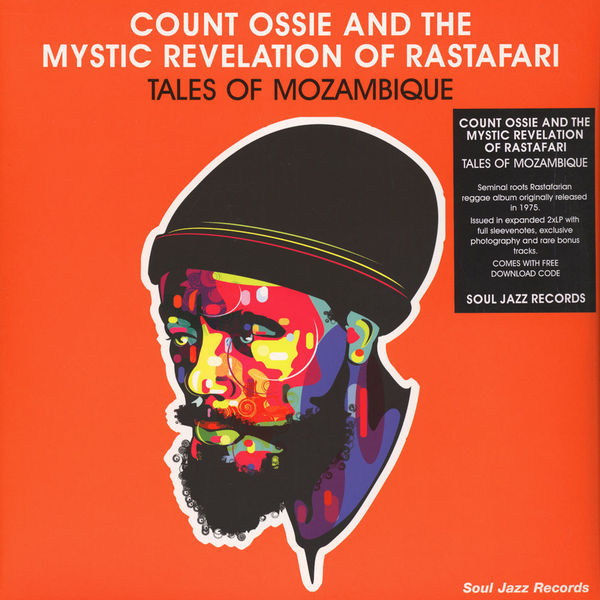 COUNT OSSIE AND THE
MYSTIC REVELATION OF RASTAFARI
TALES OF MOZAMBIQUE
COUNT OSSIE AND THE
MYSTIC REVELATION
OF RASTAFARI
TALES OF MOZAMBIQUE
Seminal roots Rastafarian
reggae album originally released
in 1975.
Issued in expanded 2xLP with
full sleevenotes, exclusive
photography and rare bonus
tracks.
COMES WITH FREE
DOWNLOAD CODE
SOUL JAZZ RECORDS
Soul Jazz Records